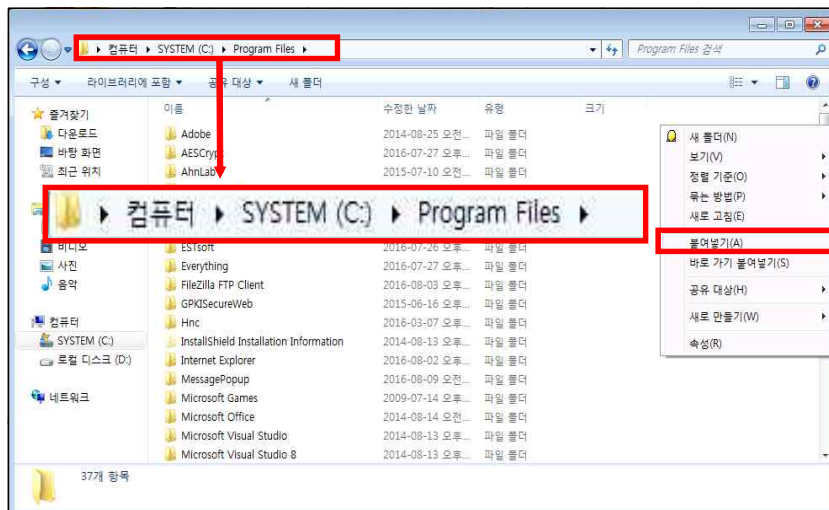 컴퓨터 ▸ SYSTEM (C:) ▸ Program Files ▸
Program Files 검색
구성 ▼ 라이브러리에 포함 ▼ 공유 대상 ▼ 새 폴더
이름 수정한 날짜 유형 크기
즐겨찾기
다운로드
바탕 화면
최근 위치
Adobe 2014-08-25 오전... 파일 폴더
AESCrypt 2016-07-27 오후... 파일 폴더
AhnLab 2015-07-10 오전... 파일 폴더
컴퓨터 ▸ SYSTEM (C:) ▸ Program Files ▸
비디오
사진
음악
컴퓨터
SYSTEM (C:)
로컬 디스크 (D:)
네트워크
ESTsoft 2016-07-26 오후... 파일 폴더
Everything 2016-07-27 오후... 파일 폴더
FileZilla FTP Client 2016-08-03 오후... 파일 폴더
GPKISecureWeb 2015-06-16 오후... 파일 폴더
Hnc 2016-03-07 오후... 파일 폴더
InstallShield Installation Information 2014-08-13 오후... 파일 폴더
Internet Explorer 2016-08-02 오후... 파일 폴더
MessagePopup 2016-08-09 오전... 파일 폴더
Microsoft Games 2009-07-14 오후... 파일 폴더
Microsoft Office 2014-08-14 오전... 파일 폴더
Microsoft Visual Studio 2014-08-13 오후... 파일 폴더
Microsoft Visual Studio 8 2014-08-13 오후... 파일 폴더
새 폴더(N)
보기(V)
정렬 기준(O)
묶는 방법(P)
새로 고침(E)
붙여넣기(A)
바로 가기 붙여넣기(S)
공유 대상(H)
새로 만들기(W)
속성(R)
37개 항목